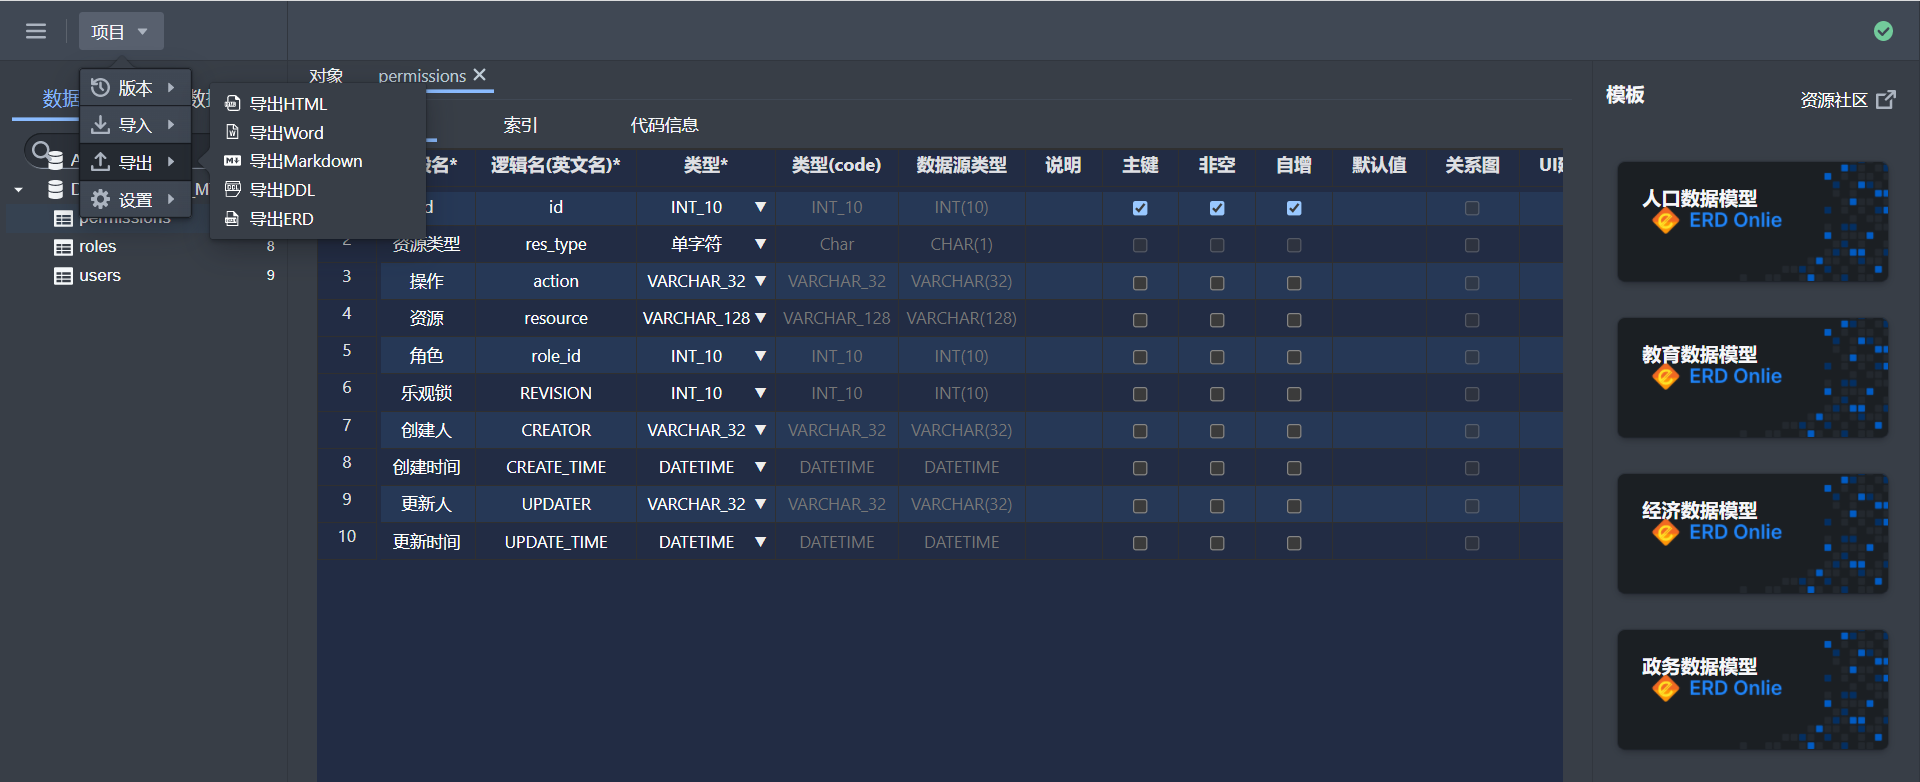 项目
对象 permissions
模板
资源社区
版本
导入
导出
设置
数据
数据
导出HTML
导出Word
导出Markdown
导出DDL
导出ERD
A
D
M
permissions
roles 8
users 9
索引 代码信息
名* 逻辑名(英文名)* 类型* 类型(code) 数据源类型 说明 主键 非空 自增 默认值 关系图 UI
d id INT_10 INT_10 INT(10)
2 资源类型 res_type 单字符 Char CHAR(1)
3 操作 action VARCHAR_32 VARCHAR_32 VARCHAR(32)
4 资源 resource VARCHAR_128 VARCHAR_128 VARCHAR(128)
5 角色 role_id INT_10 INT_10 INT(10)
6 乐观锁 REVISION INT_10 INT_10 INT(10)
7 创建人 CREATOR VARCHAR_32 VARCHAR_32 VARCHAR(32)
8 创建时间 CREATE_TIME DATETIME DATETIME DATETIME
9 更新人 UPDATER VARCHAR_32 VARCHAR_32 VARCHAR(32)
10 更新时间 UPDATE_TIME DATETIME DATETIME DATETIME
人口数据模型
ERD Onlie
教育数据模型
ERD Onlie
经济数据模型
ERD Onlie
政务数据模型
ERD Onlie